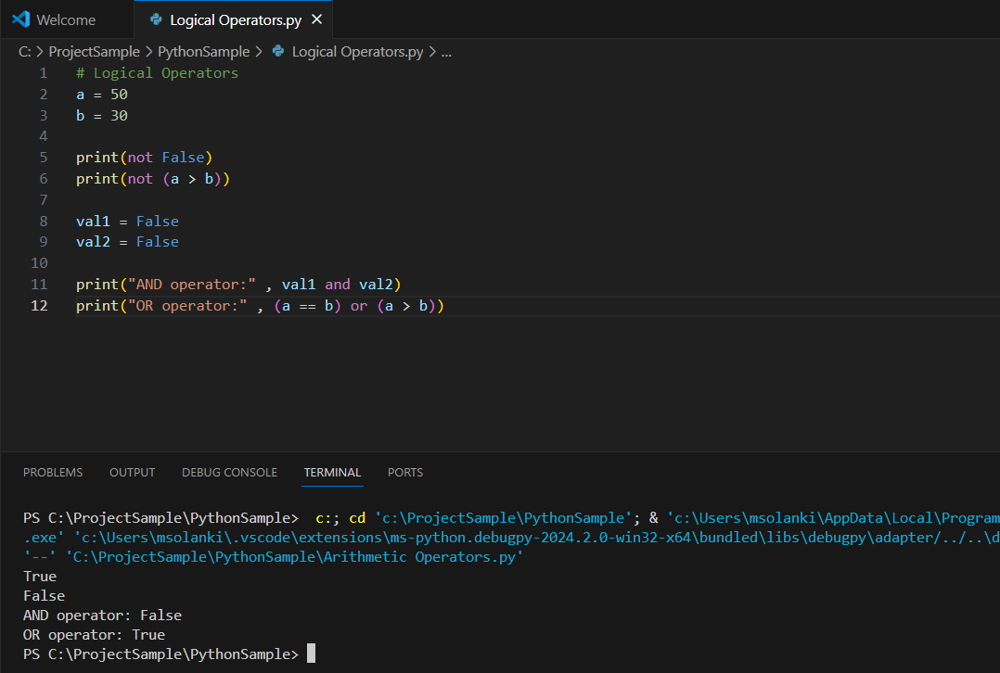 Welcome
Logical Operators.py
C: > ProjectSample > PythonSample > Logical Operators.py > ...
1 # Logical Operators
2 a = 50
3 b = 30
4
5 print(not False)
6 print(not (a > b))
7
8 val1 = False
9 val2 = False
10
11 print("AND operator:" , val1 and val2)
12 print("OR operator:" , (a == b) or (a > b))
PROBLEMS OUTPUT DEBUG CONSOLE TERMINAL PORTS
PS C:\ProjectSample\PythonSample>  c:; cd 'c:\ProjectSample\PythonSample'; & 'c:\Users\msolanki\AppData\Local\Program
.exe' 'c:\Users\msolanki\.vscode\extensions\ms-python.debugpy-2024.2.0-win32-x64\bundled\libs\debugpy\adapter/../..\d
'--' 'C:\ProjectSample\PythonSample\Arithmetic Operators.py'
True
False
AND operator: False
OR operator: True
PS C:\ProjectSample\PythonSample>